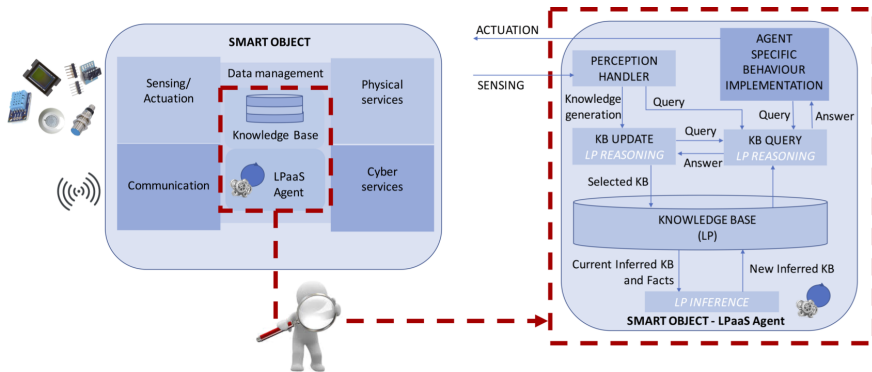 SMART OBJECT
Sensing/
Actuation
Data management
Physical
services
Knowledge Base
Communication
LPaaS
Agent
Cyber
services
ACTUATION
SENSING
PERCEPTION
HANDLER
AGENT
SPECIFIC
BEHAVIOUR
IMPLEMENTATION
Knowledge
generation
Query
Query
Answer
KB UPDATE
LP REASONING
Query
Answer
KB QUERY
LP REASONING
Selected KB
KNOWLEDGE BASE
(LP)
Current Inferred KB
and Facts
New Inferred KB
LP INFERENCE
SMART OBJECT - LPaaS Agent